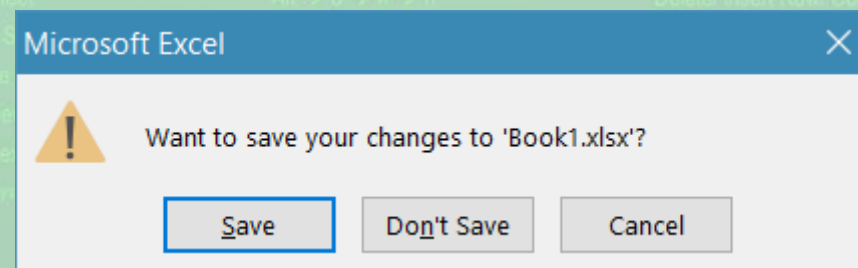 Microsoft Excel
Want to save your changes to 'Book1.xlsx'?
Save
Don't Save
Cancel